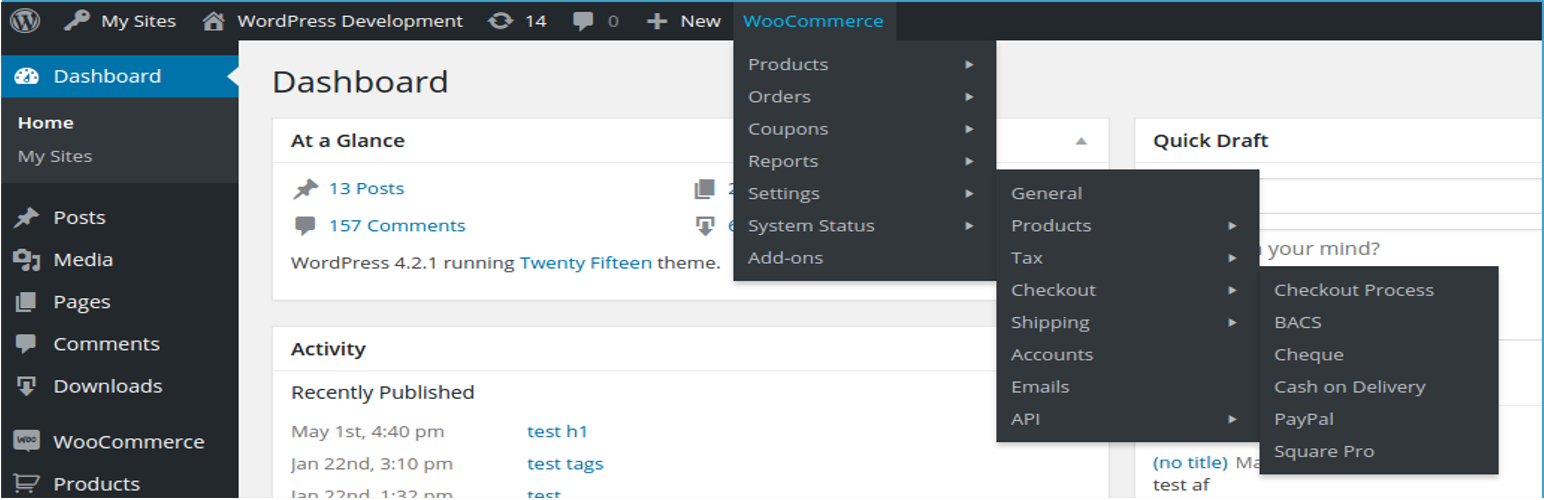 My Sites WordPress Development 14 0 New WooCommerce
Dashboard
Home
My Sites
Posts
Media
Pages
Comments
Downloads
WOO WooCommerce
Products
Dashboard
At a Glance
13 Posts 2
157 Comments 6
WordPress 4.2.1 running Twenty Fifteen theme.
Activity
Recently Published
May 1st, 4:40 pm test h1
Jan 22nd, 3:10 pm test tags
Jan 22nd, 1:32 pm test
Products
Orders
Coupons
Reports
Settings
System Status
Add-ons
General
Products
Tax
Checkout
Shipping
Accounts
Emails
API
Checkout Process
BACS
Cheque
Cash on Delivery
PayPal
Square Pro
Quick Draft
your mind?
(no title) Ma
test af